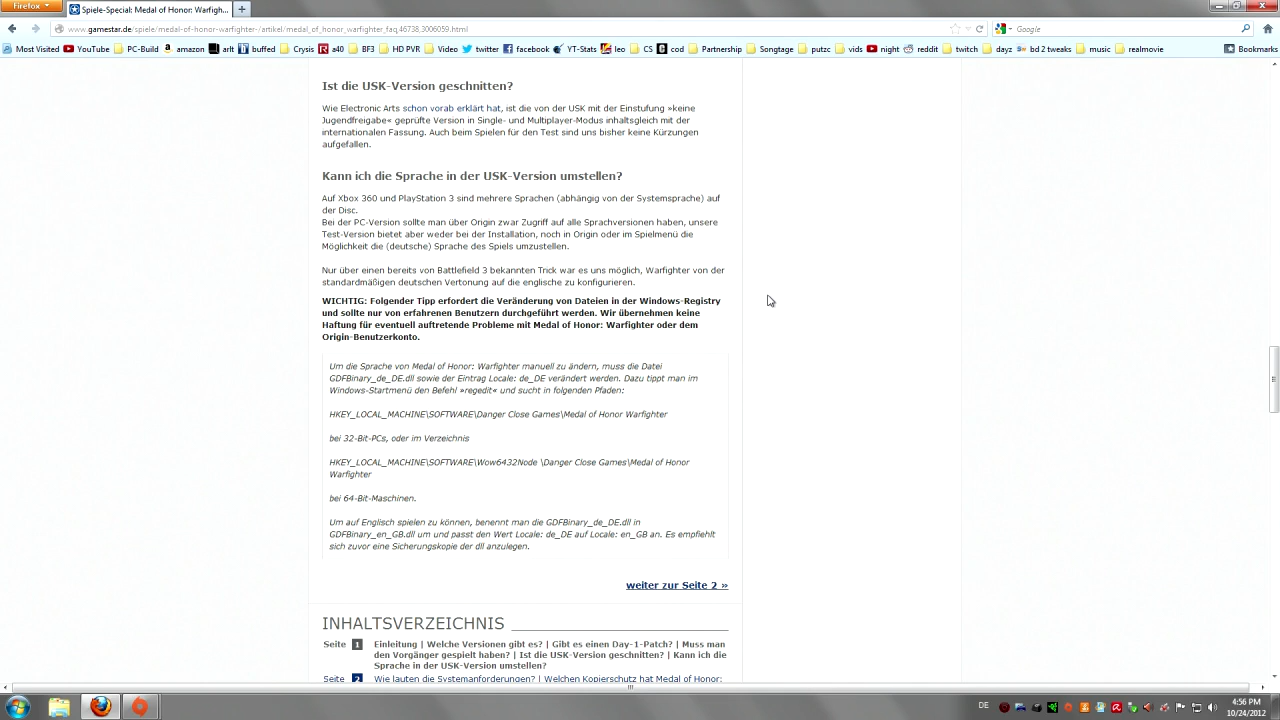 Firefox
Spiele-Special: Medal of Honor: Warfigh...
www.gamestar.de/spiele/medal-of-honor-warfighter-/artikel/medal_of_honor_warfighter_faq,46738,3006059.html
Google
Most Visited YouTube PC-Build amazon arlt buffed Crysis a40 BF3 HD PVR Video twitter facebook YT-Stats leo CS cod Partnership Songtage putzc vids night reddit twitch dayz bd 2 tweaks music realmovie Bookmarks
Ist die USK-Version geschnitten?
Wie Electronic Arts schon vorab erklärt hat, ist die von der USK mit der Einstufung »keine
Jugendfreigabe« geprüfte Version in Single- und Multiplayer-Modus inhaltsgleich mit der
internationalen Fassung. Auch beim Spielen für den Test sind uns bisher keine Kürzungen
aufgefallen.
Kann ich die Sprache in der USK-Version umstellen?
Auf Xbox 360 und PlayStation 3 sind mehrere Sprachen (abhängig von der Systemsprache) auf
der Disc.
Bei der PC-Version sollte man über Origin zwar Zugriff auf alle Sprachversionen haben, unsere
Test-Version bietet aber weder bei der Installation, noch in Origin oder im Spielmenü die
Möglichkeit die (deutsche) Sprache des Spiels umzustellen.
Nur über einen bereits von Battlefield 3 bekannten Trick war es uns möglich, Warfighter von der
standardmäßigen deutschen Vertonung auf die englische zu konfigurieren.
WICHTIG: Folgender Tipp erfordert die Veränderung von Dateien in der Windows-Registry
und sollte nur von erfahrenen Benutzern durchgeführt werden. Wir übernehmen keine
Haftung für eventuell auftretende Probleme mit Medal of Honor: Warfighter oder dem
Origin-Benutzerkonto.
Um die Sprache von Medal of Honor: Warfighter manuell zu ändern, muss die Datei
GDFBinary_de_DE.dll sowie der Eintrag Locale: de_DE verändert werden. Dazu tippt man im
Windows-Startmenü den Befehl »regedit« und sucht in folgenden Pfaden:
HKEY_LOCAL_MACHINE\SOFTWARE\Danger Close Games\Medal of Honor Warfighter
bei 32-Bit-PCs, oder im Verzeichnis
HKEY_LOCAL_MACHINE\SOFTWARE\Wow6432Node \Danger Close Games\Medal of Honor
Warfighter
bei 64-Bit-Maschinen.
Um auf Englisch spielen zu können, benennt man die GDFBinary_de_DE.dll in
GDFBinary_en_GB.dll um und passt den Wert Locale: de_DE auf Locale: en_GB an. Es empfiehlt
sich zuvor eine Sicherungskopie der dll anzulegen.
weiter zur Seite 2 »
INHALTSVERZEICHNIS
Seite 1 Einleitung | Welche Versionen gibt es? | Gibt es einen Day-1-Patch? | Muss man
den Vorgänger gespielt haben? | Ist die USK-Version geschnitten? | Kann ich die
Sprache in der USK-Version umstellen?
Seite 2 Wie lauten die Systemanforderungen? | Welchen Kopierschutz hat Medal of Honor:
DE
4:56 PM
10/24/2012